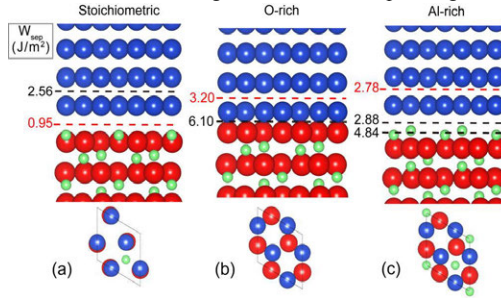 Stoichiometric
O-rich
Al-rich
Wsep
(J/m²)
2.56
0.95
3.20
6.10
2.78
2.88
4.84
(a)
(b)
(c)